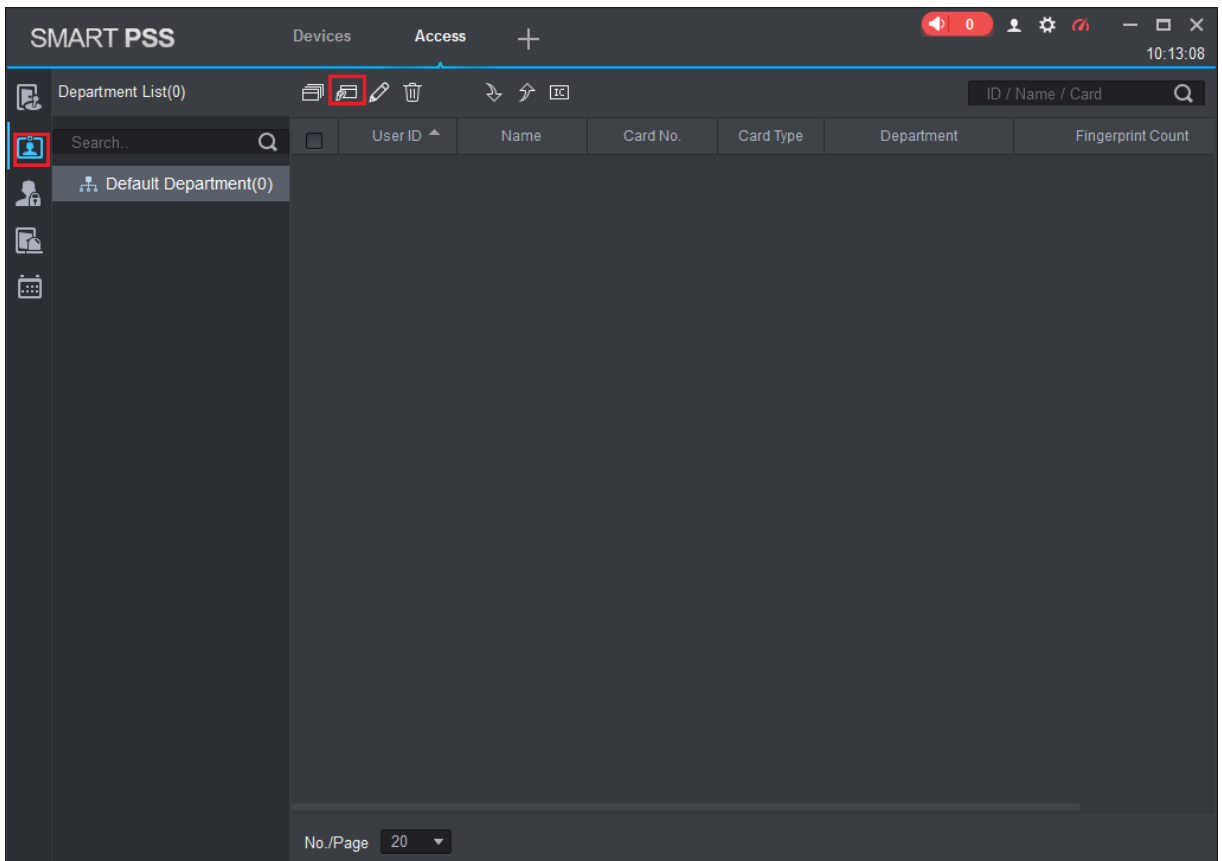 SMART PSS
Devices
Access
0
10:13:08
Department List(0)
IC
ID / Name / Card
Search..
User ID
Name
Card No.
Card Type
Department
Fingerprint Count
Default Department(0)
No./Page
20